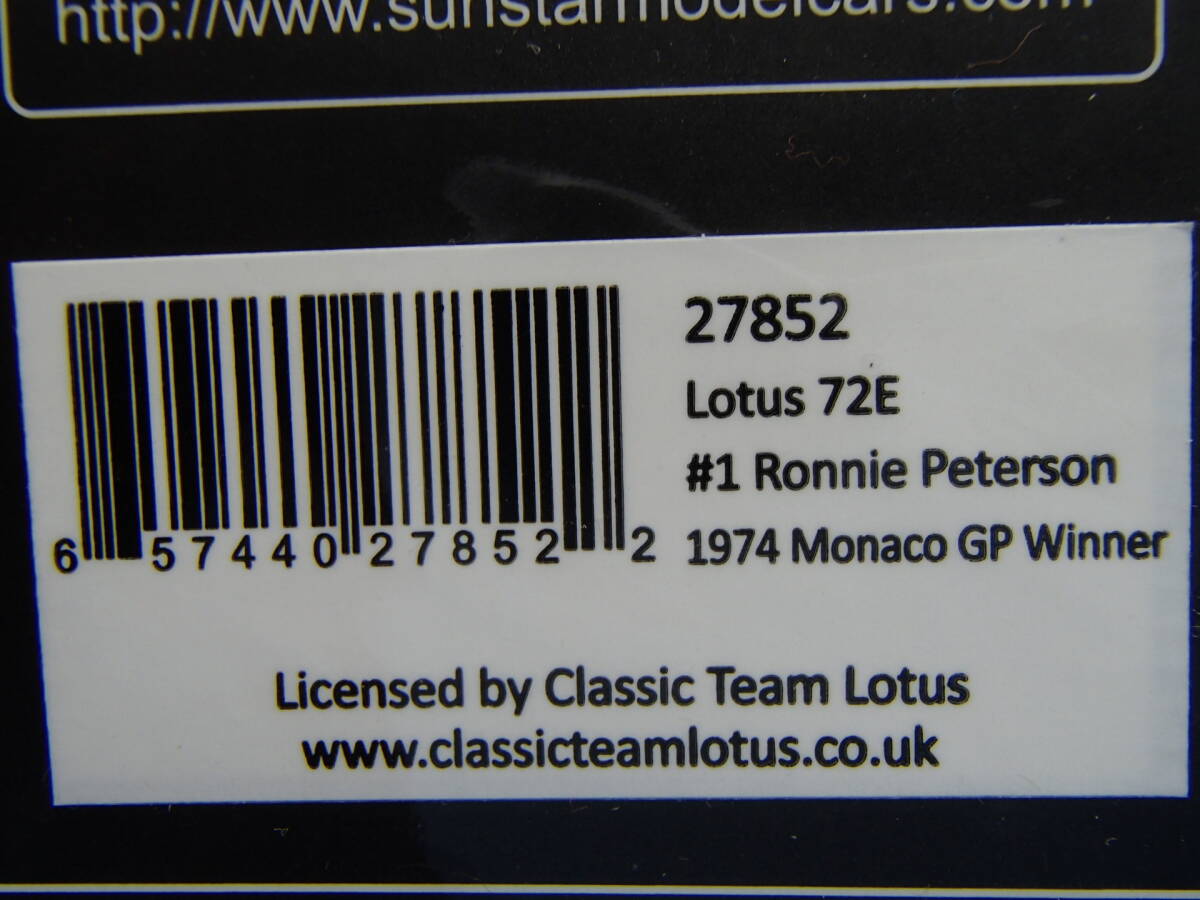 http://www.sunstarmodelcars.com
27852
Lotus 72E
#1 Ronnie Peterson
1974 Monaco GP Winner
6 57440 27852 2
Licensed by Classic Team Lotus
www.classicteamlotus.co.uk